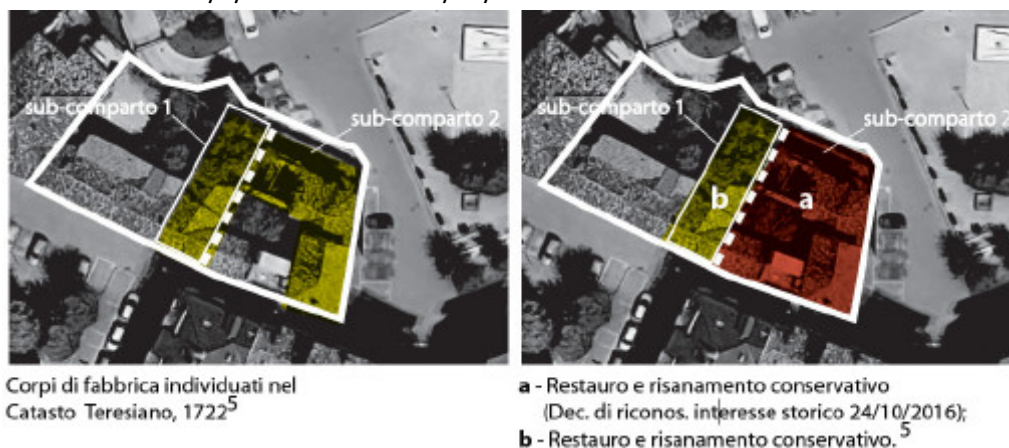 sub-comparto 1
sub-comparto 2
Corpi di fabbrica individuati nel
Catasto Teresiano, 1722⁵
sub-comparto 1
sub-comparto 2
b
a
a - Restauro e risanamento conservativo
(Dec. di riconos. interesse storico 24/10/2016);
b - Restauro e risanamento conservativo.⁵